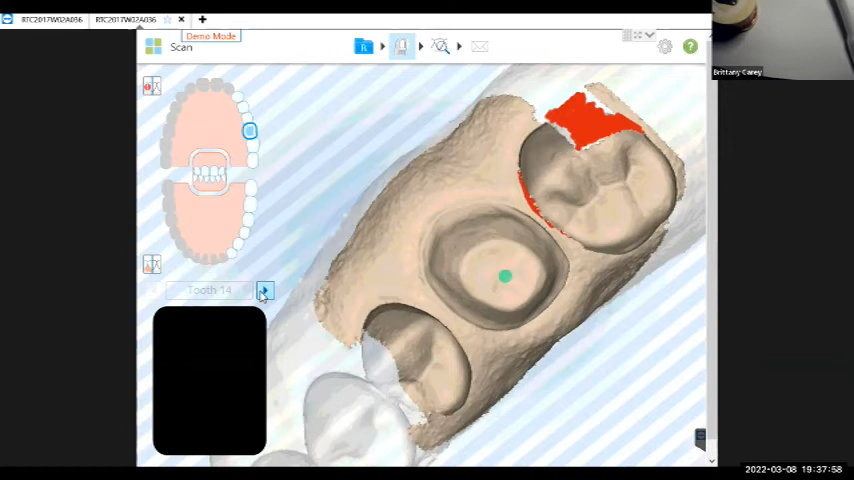 RTC2017W02A036
RTC2017W02A036
Demo Mode
Scan
R
?
Brittany Carey
Tooth 14
2022-03-08 19:37:58